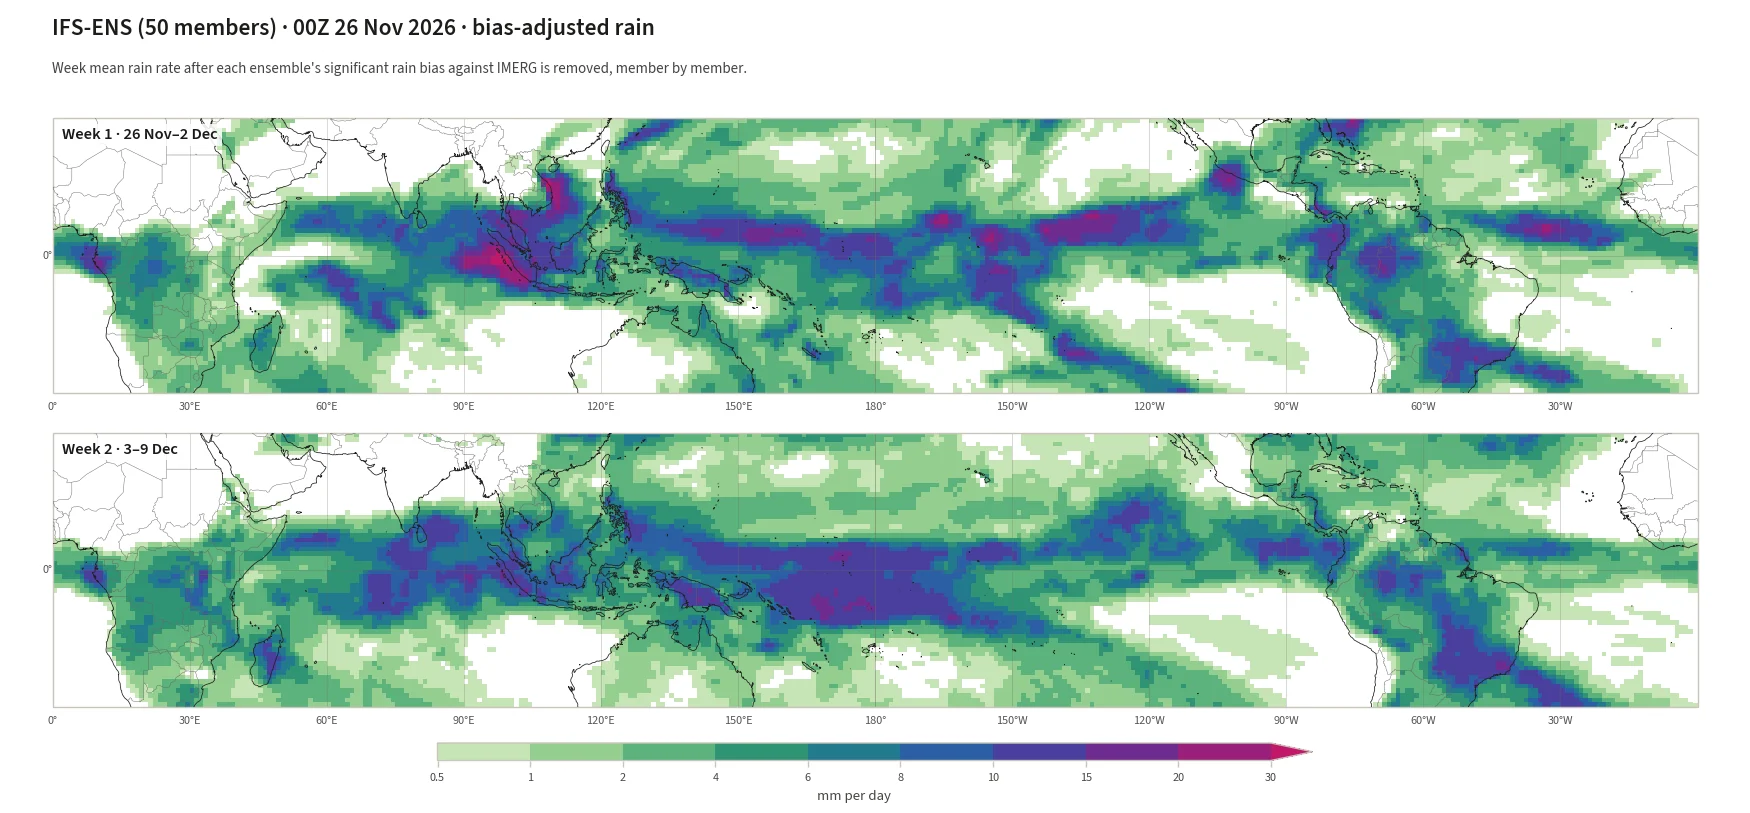 IFS-ENS (50 members) · 00Z 26 Nov 2026 · bias-adjusted rain
Week mean rain rate after each ensemble's significant rain bias against IMERG is removed, member by member.
Week 1 · 26 Nov–2 Dec
0°
0° 30°E 60°E 90°E 120°E 150°E 180° 150°W 120°W 90°W 60°W 30°W
Week 2 · 3–9 Dec
0°
0° 30°E 60°E 90°E 120°E 150°E 180° 150°W 120°W 90°W 60°W 30°W
0.5 1 2 4 6 8 10 15 20 30
mm per day